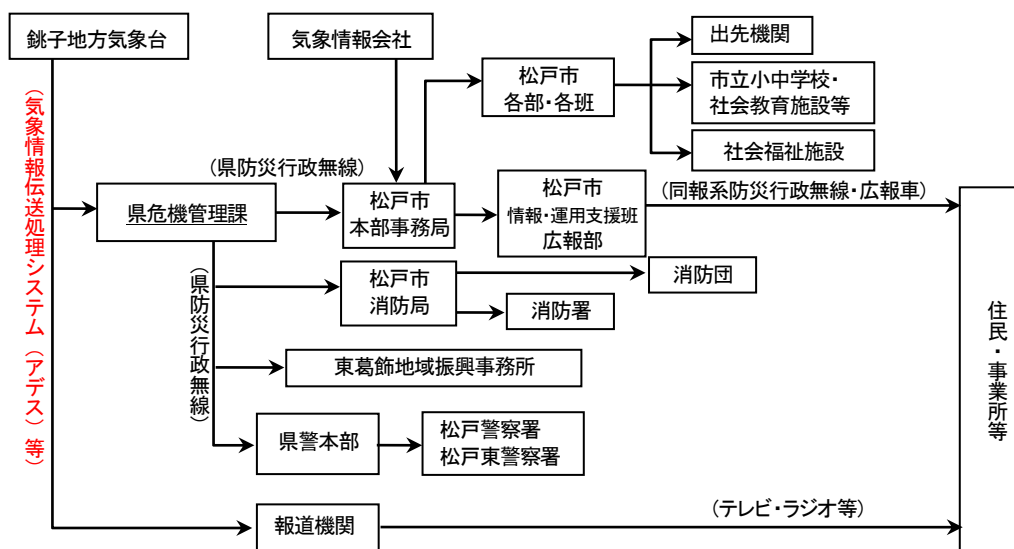 銚子地方気象台
気象情報会社
出先機関
松戸市
各部・各班
市立小中学校・
社会教育施設等
社会福祉施設
(気象情報伝送処理システム(アデス)等)
(県防災行政無線)
県危機管理課
松戸市
本部事務局
松戸市
情報・運用支援班
広報部
(同報系防災行政無線・広報車)
住民・事業所等
(県防災行政無線)
松戸市
消防局
消防団
消防署
東葛飾地域振興事務所
県警本部
松戸警察署
松戸東警察署
報道機関
(テレビ・ラジオ等)